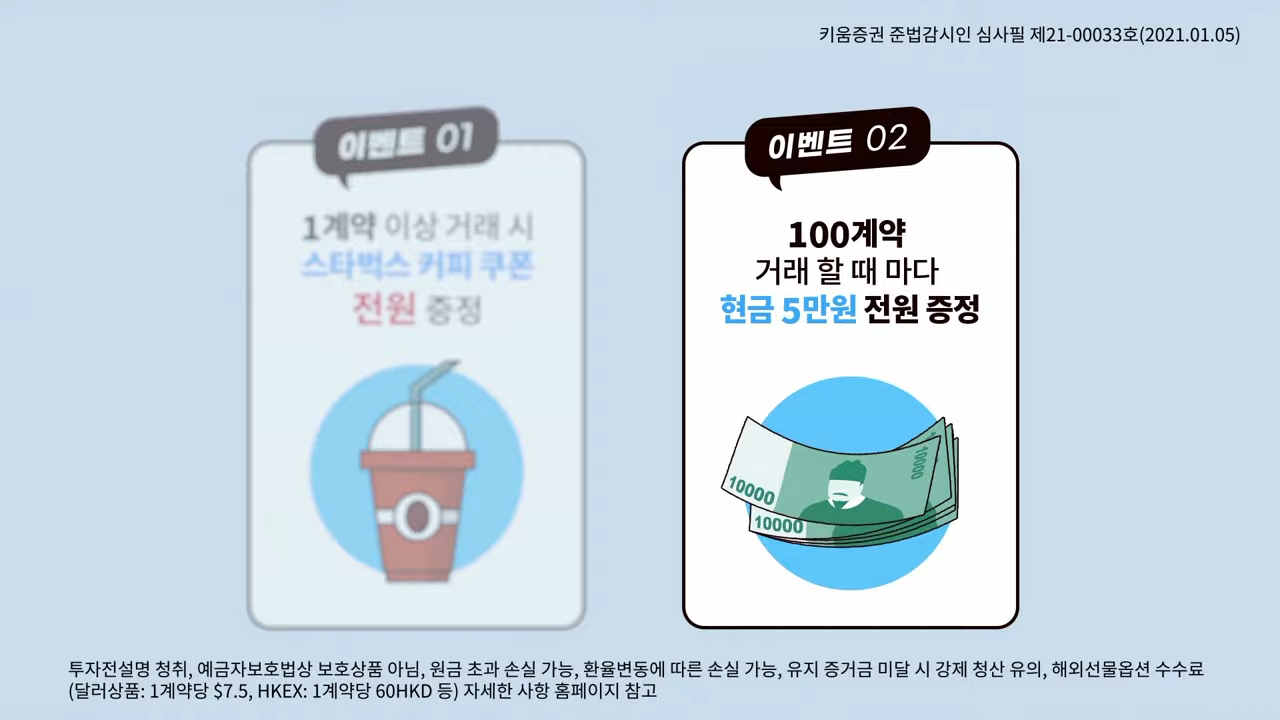 키움증권 준법감시인 심사필 제21-00033호(2021.01.05)
이벤트 01
1계약 이상 거래 시
스타벅스 커피 쿠폰
전원 증정
이벤트 02
100계약
거래 할 때 마다
현금 5만원 전원 증정
10000
10000
10000
투자전설명 청취, 예금자보호법상 보호상품 아님, 원금 초과 손실 가능, 환율변동에 따른 손실 가능, 유지 증거금 미달 시 강제 청산 유의, 해외선물옵션 수수료
(달러상품: 1계약당 $7.5, HKEX: 1계약당 60HKD 등) 자세한 사항 홈페이지 참고